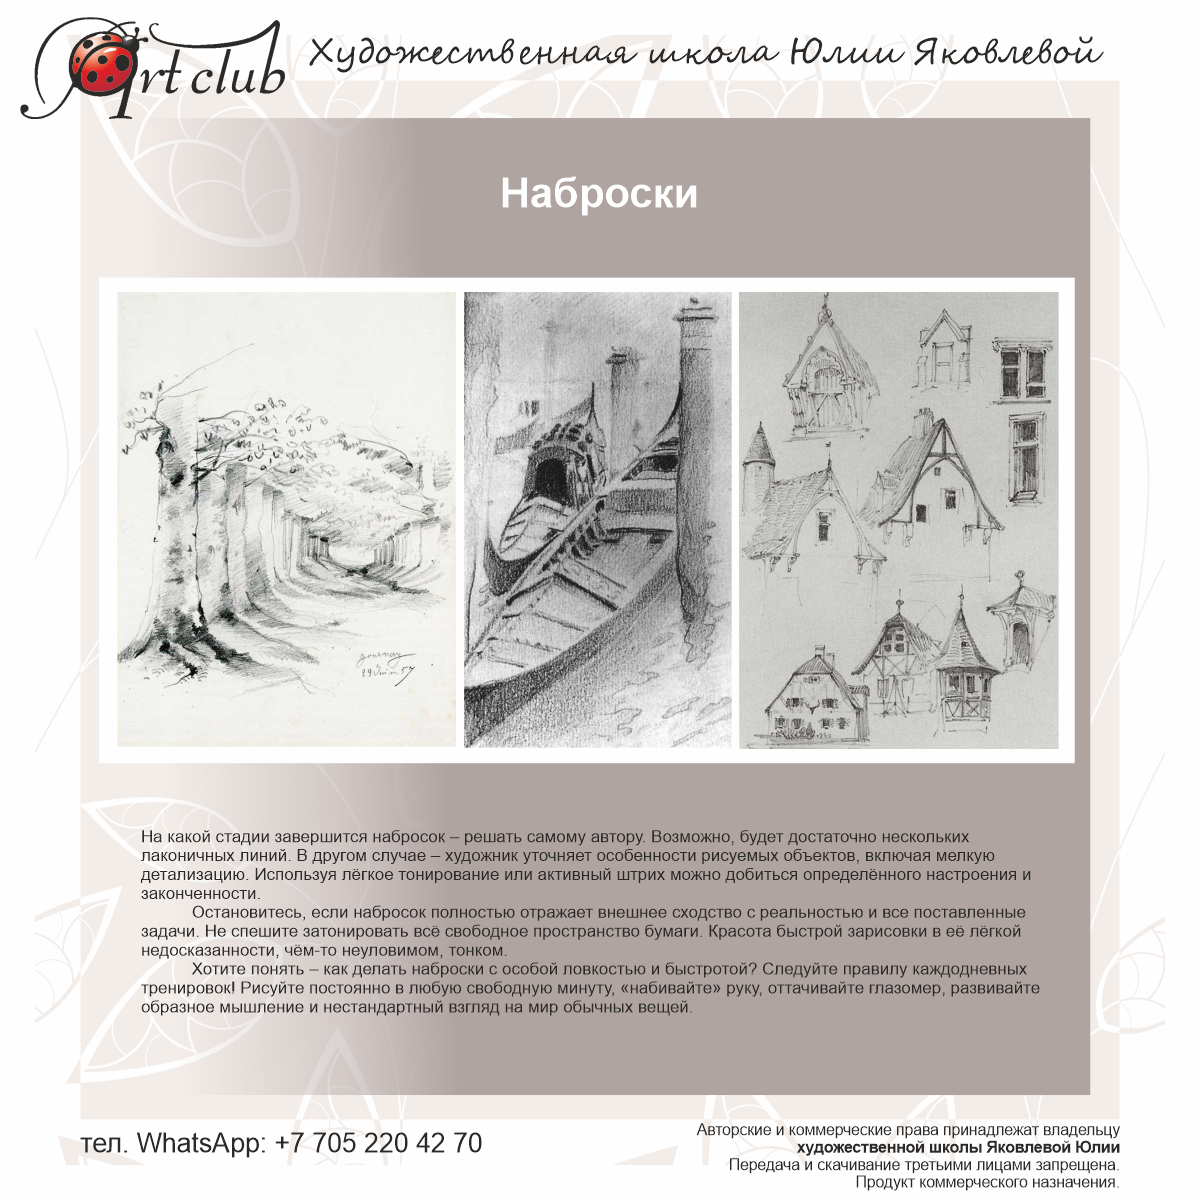 Art club
Художественная школа Юлии Яковлевой
Наброски
На какой стадии завершится набросок – решать самому автору. Возможно, будет достаточно нескольких
лаконичных линий. В другом случае – художник уточняет особенности рисуемых объектов, включая мелкую
детализацию. Используя лёгкое тонирование или активный штрих можно добиться определённого настроения и
законченности.
Остановитесь, если набросок полностью отражает внешнее сходство с реальностью и все поставленные
задачи. Не спешите затонировать всё свободное пространство бумаги. Красота быстрой зарисовки в её лёгкой
недосказанности, чём-то неуловимом, тонком.
Хотите понять – как делать наброски с особой ловкостью и быстротой? Следуйте правилу каждодневных
тренировок! Рисуйте постоянно в любую свободную минуту, «набивайте» руку, оттачивайте глазомер, развивайте
образное мышление и нестандартный взгляд на мир обычных вещей.
тел. WhatsApp: +7 705 220 42 70
Авторские и коммерческие права принадлежат владельцу
художественной школы Яковлевой Юлии
Передача и скачивание третьими лицами запрещена.
Продукт коммерческого назначения.